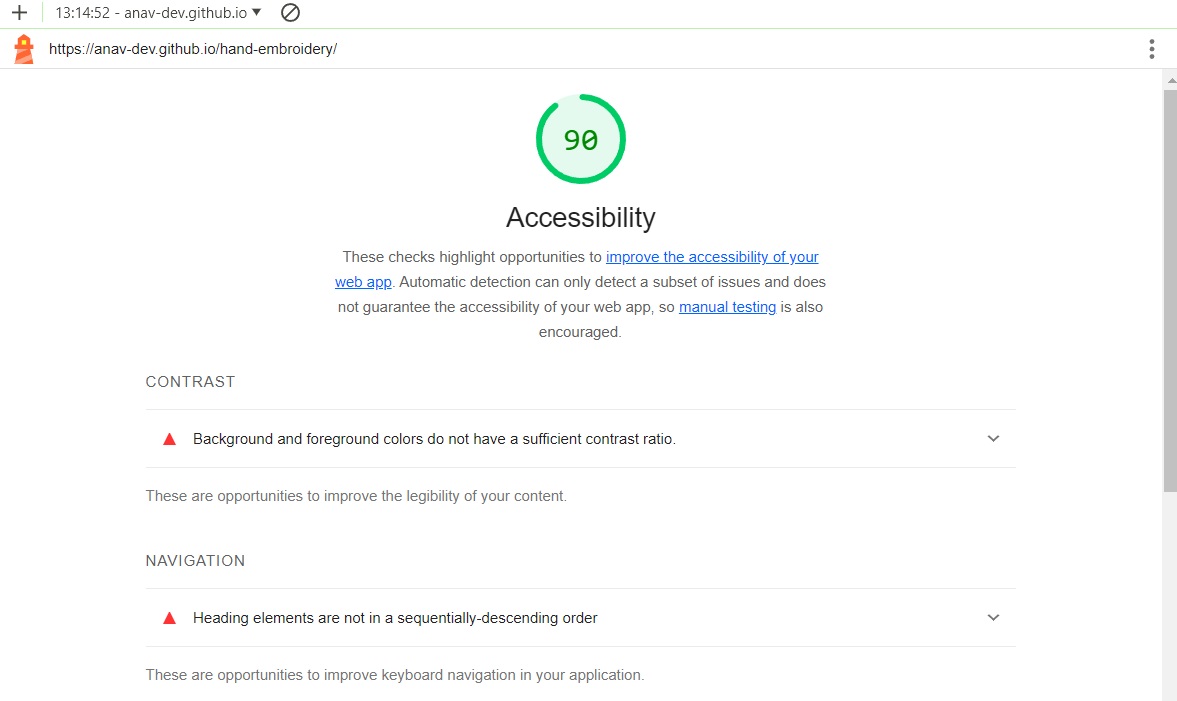 13:14:52 - anav-dev.github.io
https://anav-dev.github.io/hand-embroidery/
90
Accessibility
These checks highlight opportunities to improve the accessibility of your
web app. Automatic detection can only detect a subset of issues and does
not guarantee the accessibility of your web app, so manual testing is also
encouraged.
CONTRAST
Background and foreground colors do not have a sufficient contrast ratio.
These are opportunities to improve the legibility of your content.
NAVIGATION
Heading elements are not in a sequentially-descending order
These are opportunities to improve keyboard navigation in your application.